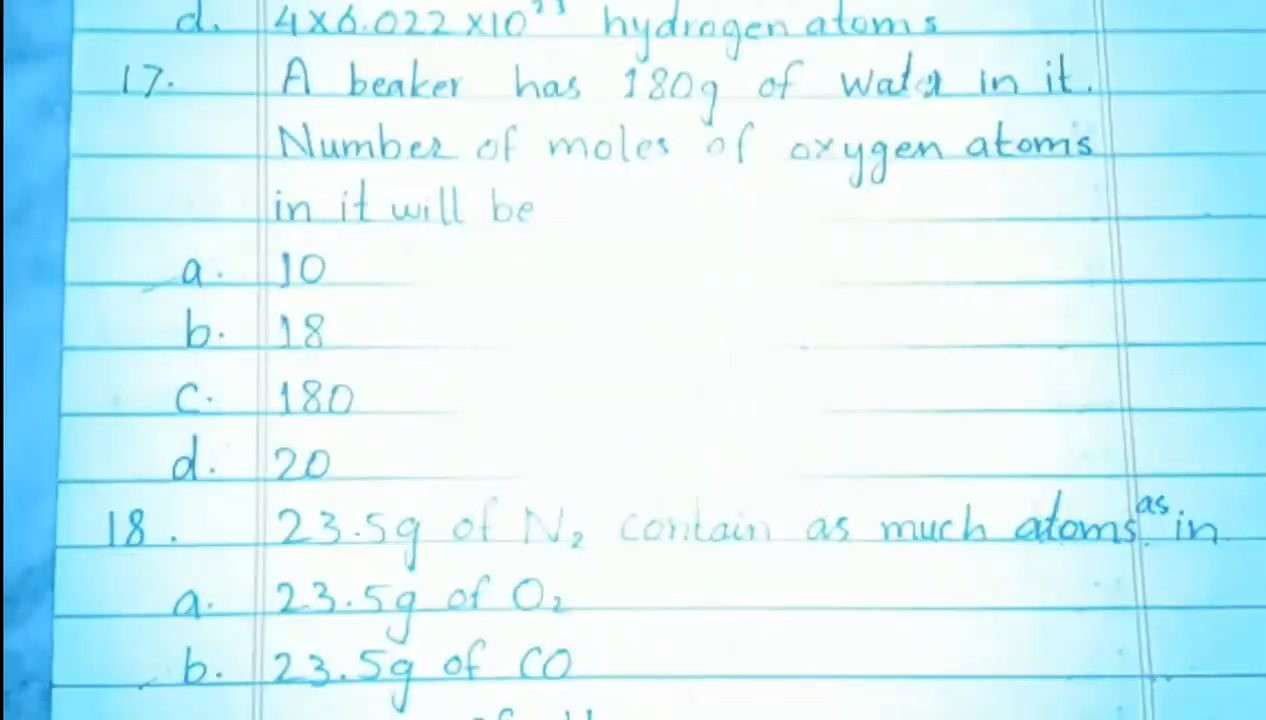 d. 4x6.022 x10²³ hydrogen atoms
17. A beaker has 180g of water in it.
Number of moles of oxygen atoms
in it will be
a. 10
b. 18
c. 180
d. 20
18. 23.5g of N₂ contain as much atoms as in
a. 23.5g of O₂
b. 23.5g of CO